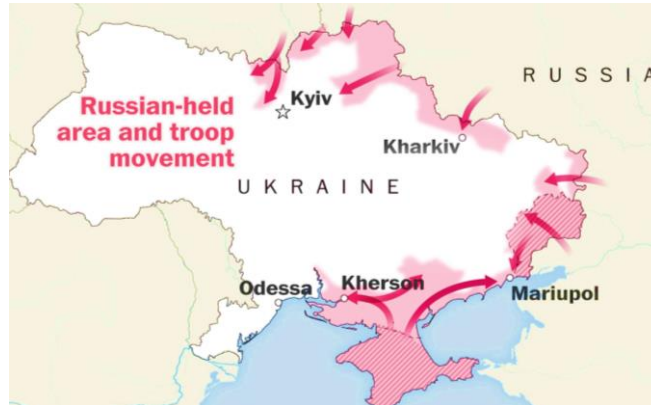 RUSSIA
Russian-held
area and troop
movement
Kyiv
Kharkiv
UKRAINE
Odessa
Kherson
Mariupol